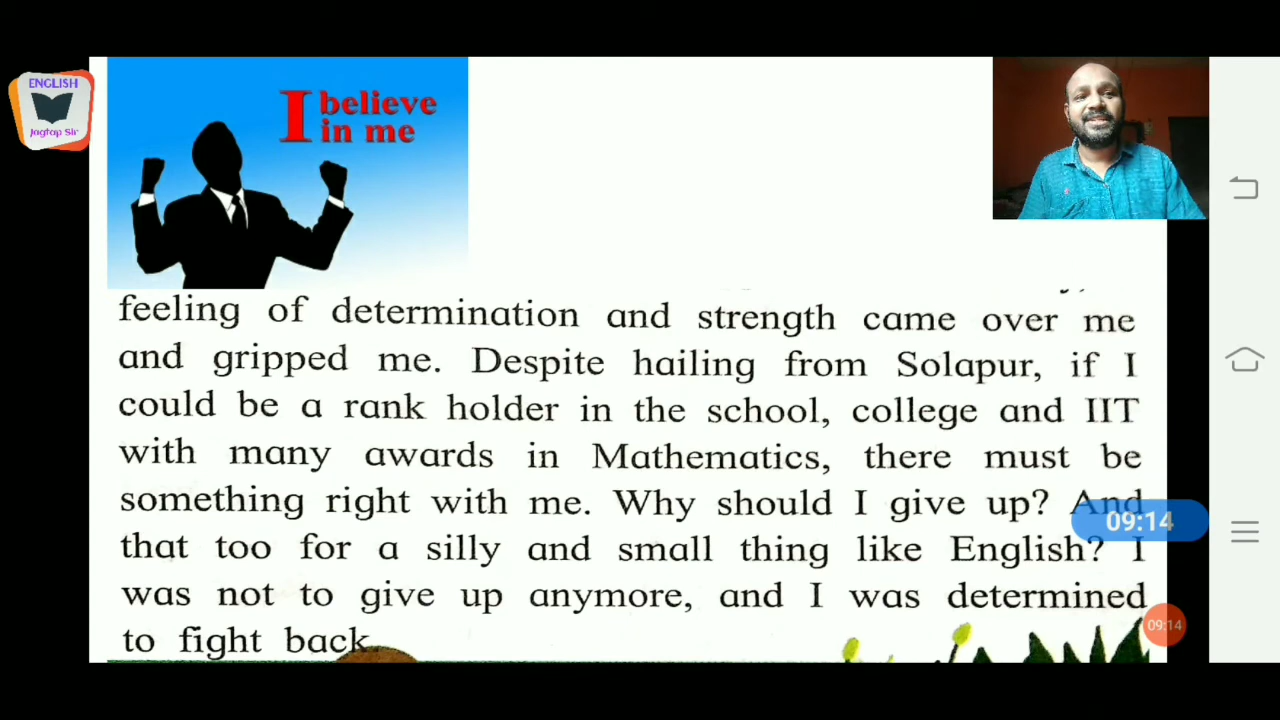 ENGLISH
Jagtap Sir
I believe
in me
feeling of determination and strength came over me
and gripped me. Despite hailing from Solapur, if I
could be a rank holder in the school, college and IIT
with many awards in Mathematics, there must be
something right with me. Why should I give up? And
that too for a silly and small thing like English? I
was not to give up anymore, and I was determined
to fight back
09:14
09:14